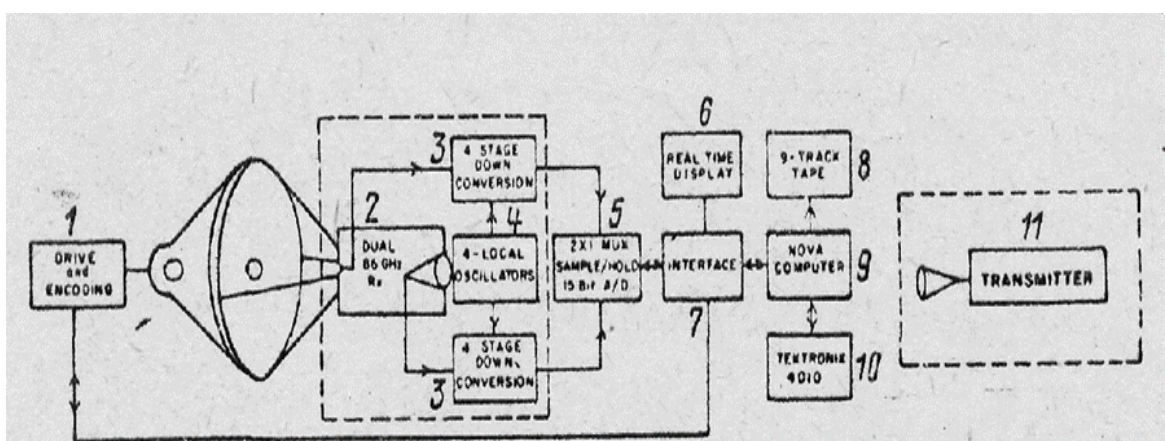 1
DRIVE
and
ENCODING
2
DUAL
86 GHz
Rx
3
4 STAGE
DOWN
CONVERSION
4
4-LOCAL
OSCILLATORS
3
4 STAGE
DOWN
CONVERSION
5
2X1 MUX
SAMPLE/HOLD
15 Bit A/D
6
REAL TIME
DISPLAY
7
INTERFACE
8
9-TRACK
TAPE
9
NOVA
COMPUTER
10
TEKTRONIX
4010
11
TRANSMITTER